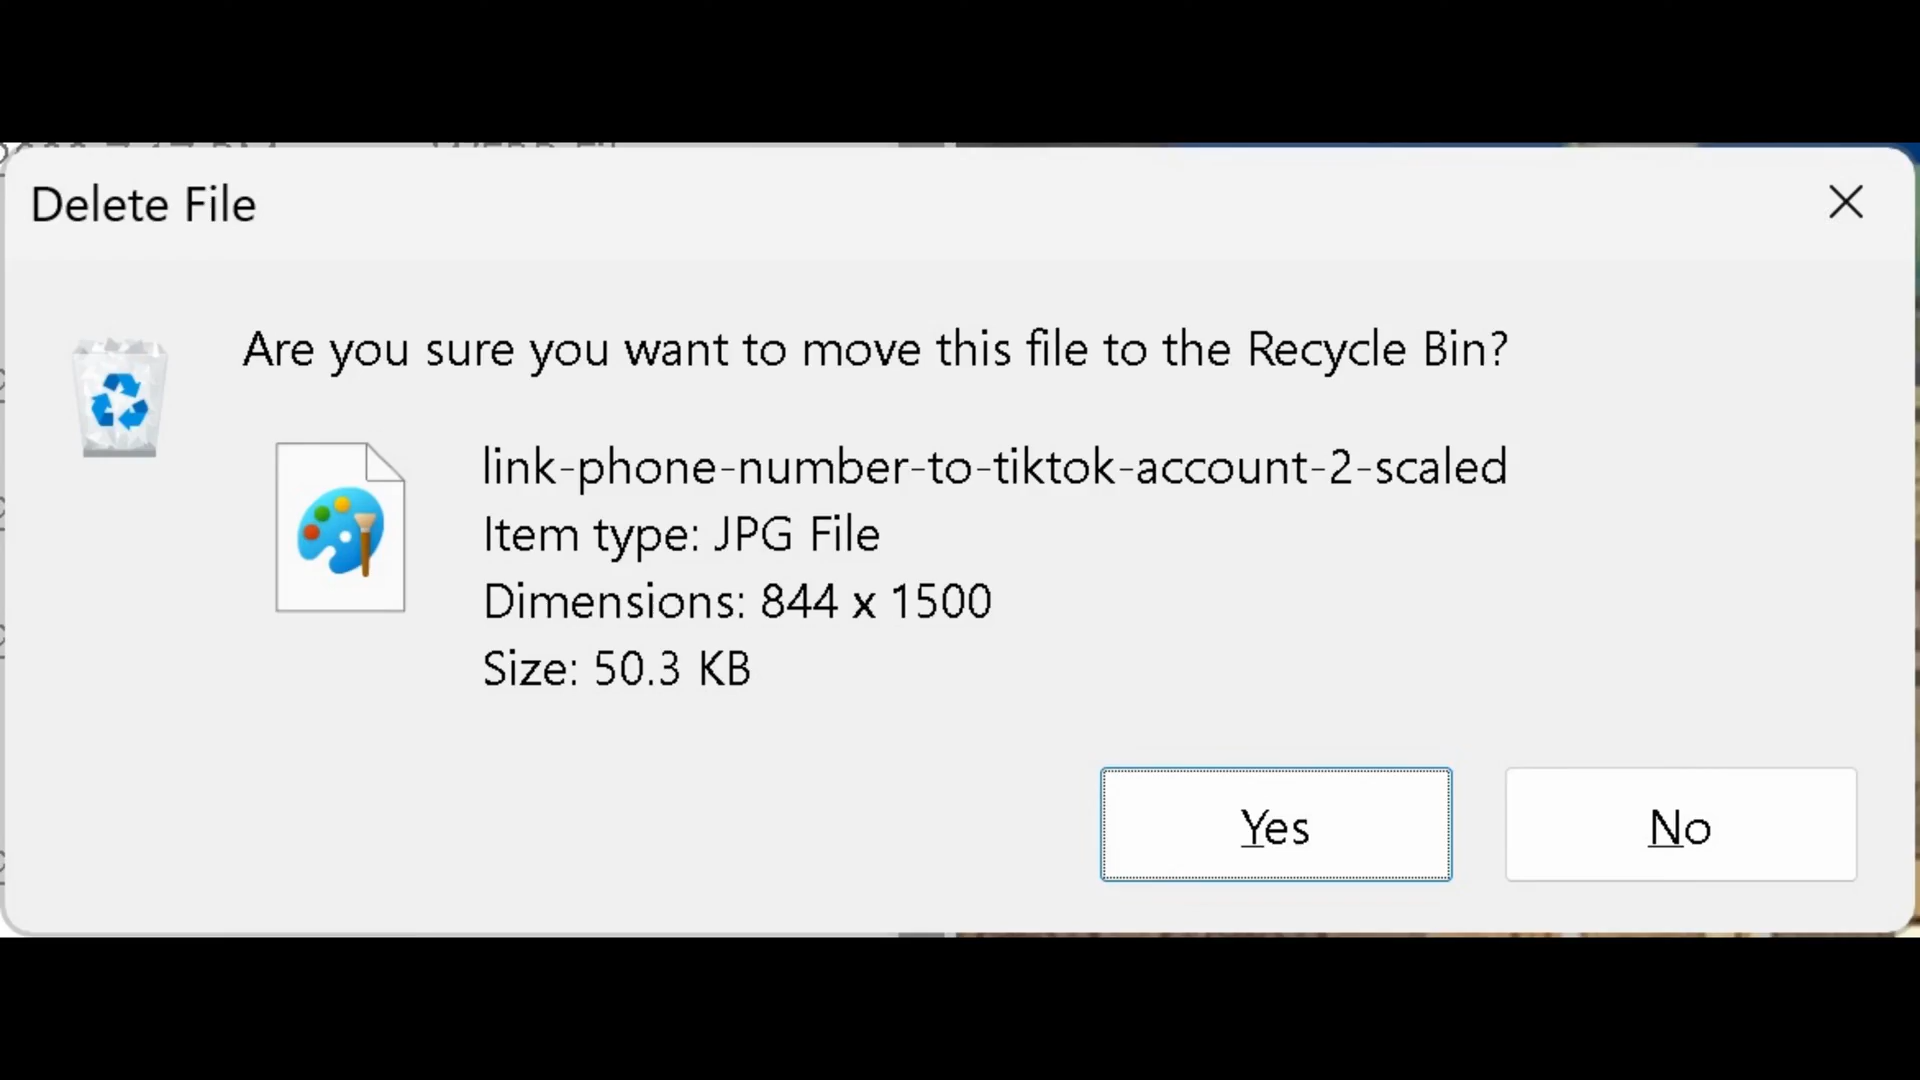 Delete File
Are you sure you want to move this file to the Recycle Bin?
link-phone-number-to-tiktok-account-2-scaled
Item type: JPG File
Dimensions: 844 x 1500
Size: 50.3 KB
Yes
No